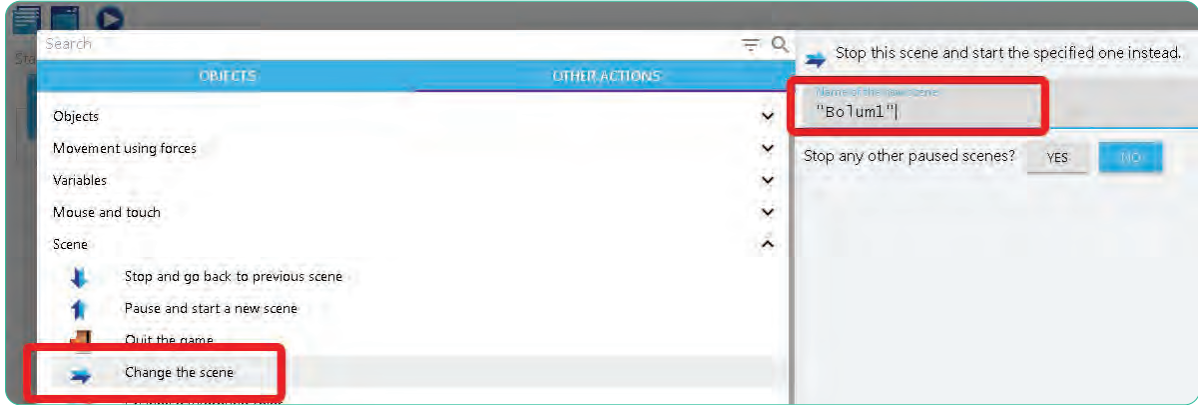 Search
OBJECTS
OTHER ACTIONS
Objects
Movement using forces
Variables
Mouse and touch
Scene
Stop and go back to previous scene
Pause and start a new scene
Quit the game
Change the scene
Stop this scene and start the specified one instead.
Name of the new scene
"Bolum1"
Stop any other paused scenes?
YES
NO